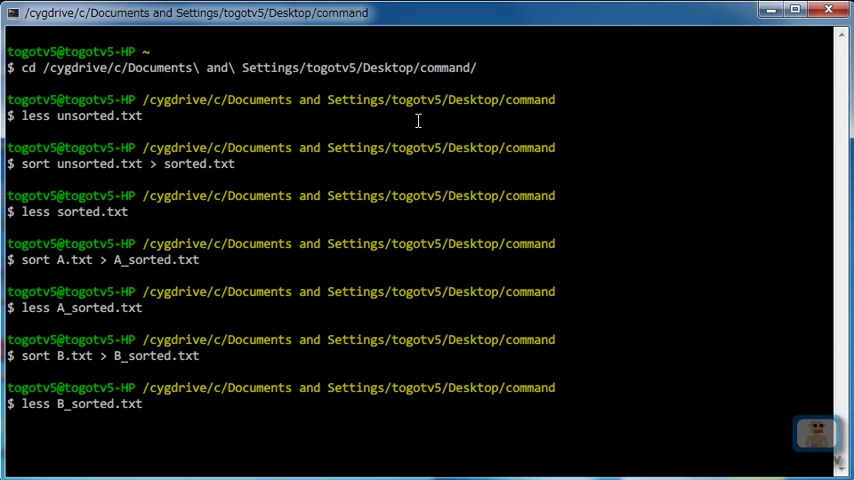 /cygdrive/c/Documents and Settings/togotv5/Desktop/command
togotv5@togotv5-HP ~
$ cd /cygdrive/c/Documents\ and\ Settings/togotv5/Desktop/command/
togotv5@togotv5-HP /cygdrive/c/Documents and Settings/togotv5/Desktop/command
$ less unsorted.txt
togotv5@togotv5-HP /cygdrive/c/Documents and Settings/togotv5/Desktop/command
$ sort unsorted.txt > sorted.txt
togotv5@togotv5-HP /cygdrive/c/Documents and Settings/togotv5/Desktop/command
$ less sorted.txt
togotv5@togotv5-HP /cygdrive/c/Documents and Settings/togotv5/Desktop/command
$ sort A.txt > A_sorted.txt
togotv5@togotv5-HP /cygdrive/c/Documents and Settings/togotv5/Desktop/command
$ less A_sorted.txt
togotv5@togotv5-HP /cygdrive/c/Documents and Settings/togotv5/Desktop/command
$ sort B.txt > B_sorted.txt
togotv5@togotv5-HP /cygdrive/c/Documents and Settings/togotv5/Desktop/command
$ less B_sorted.txt